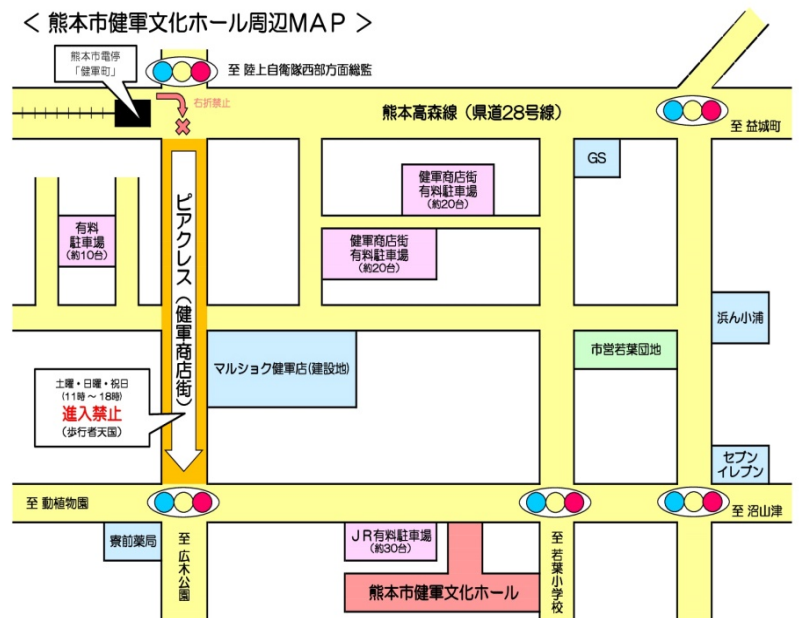 ＜ 熊本市健軍文化ホール周辺MAP ＞
熊本市電停
「健軍町」
至 陸上自衛隊西部方面総監
右折禁止
熊本高森線（県道28号線）
至 益城町
GS
健軍商店街
有料駐車場
(約20台)
有料
駐車場
(約10台)
健軍商店街
有料駐車場
(約20台)
ピアクレス（健軍商店街）
浜ん小浦
マルショク健軍店(建設地)
市営若葉団地
土曜・日曜・祝日
(11時～18時)
進入禁止
(歩行者天国)
セブン
イレブン
至 動植物園
至 沼山津
寮前薬局
至 広木公園
ＪＲ有料駐車場
(約30台)
至 若葉小学校
熊本市健軍文化ホール